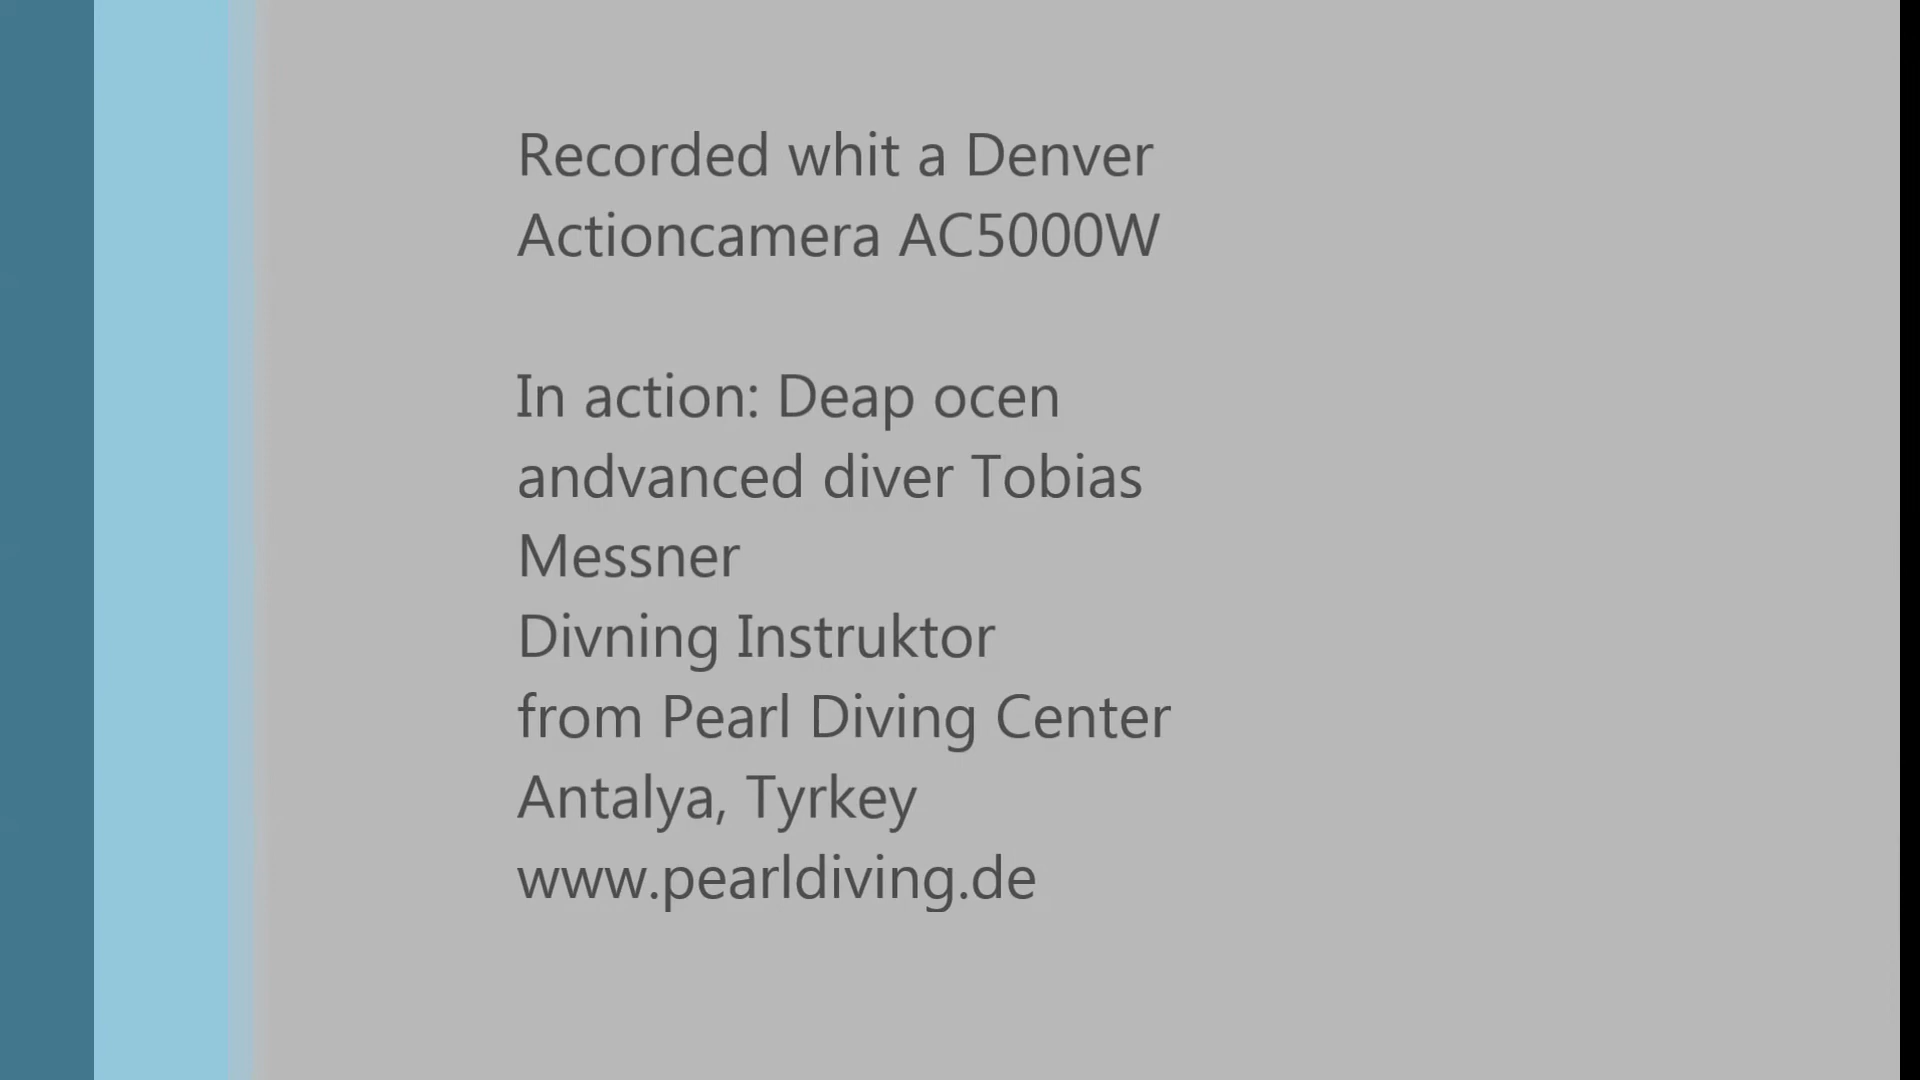 Recorded whit a Denver
Actioncamera AC5000W
In action: Deap ocen
andvanced diver Tobias
Messner
Divning Instruktor
from Pearl Diving Center
Antalya, Tyrkey
www.pearldiving.de